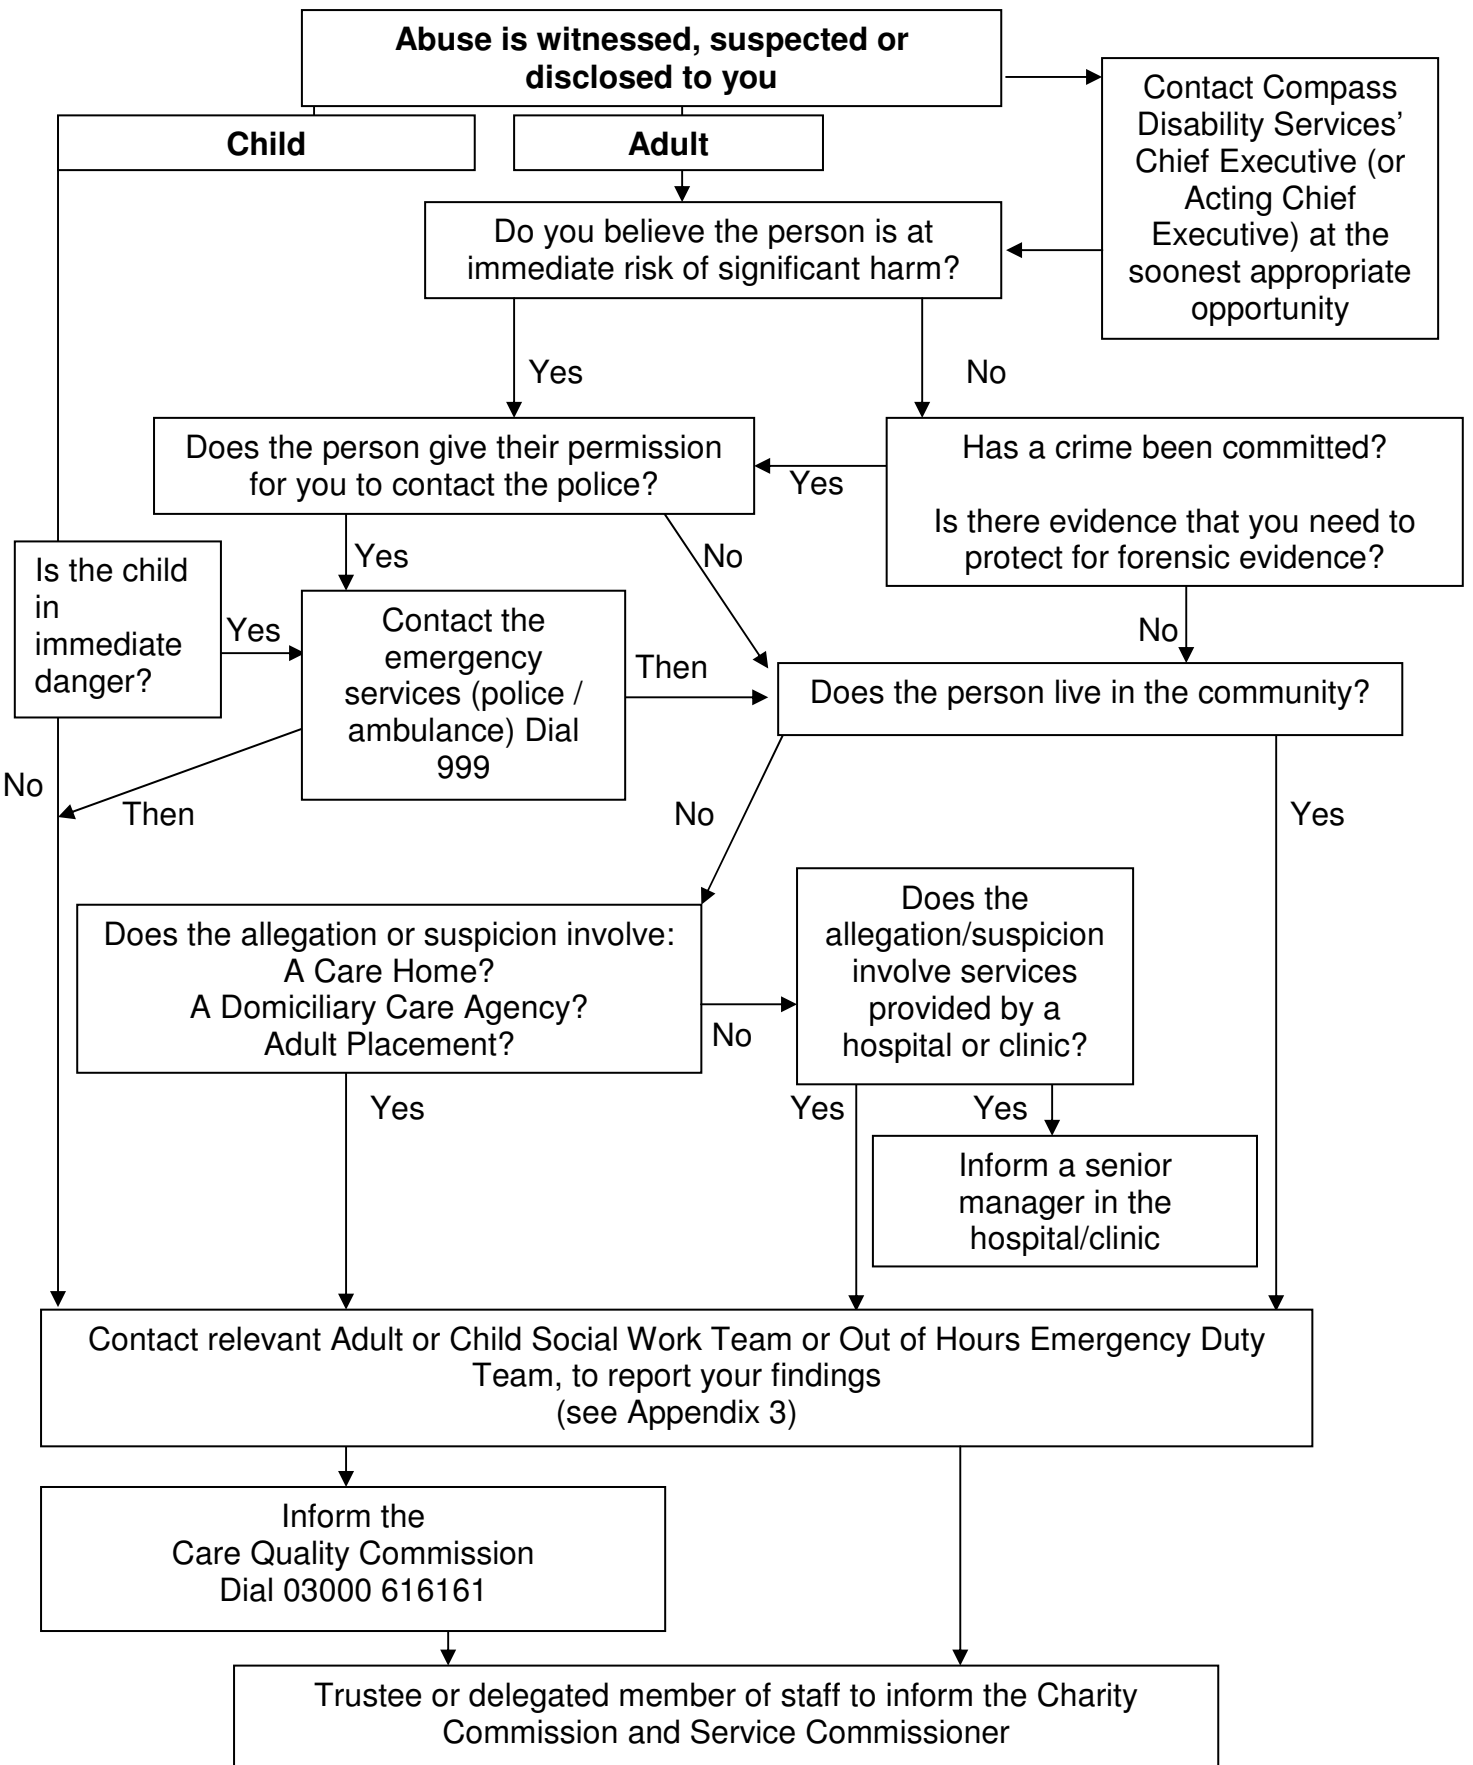 Abuse is witnessed, suspected or
disclosed to you
Contact Compass
Disability Services’
Chief Executive (or
Acting Chief
Executive) at the
soonest appropriate
opportunity
Child
Adult
Do you believe the person is at
immediate risk of significant harm?
Yes
No
Does the person give their permission
for you to contact the police?
Yes
Has a crime been committed?
Is there evidence that you need to
protect for forensic evidence?
Yes
No
No
Is the child
in
immediate
danger?
Yes
Contact the
emergency
services (police /
ambulance) Dial
999
Then
Does the person live in the community?
No
Then
No
Yes
Does the allegation or suspicion involve:
A Care Home?
A Domiciliary Care Agency?
Adult Placement?
No
Does the
allegation/suspicion
involve services
provided by a
hospital or clinic?
Yes
Yes
Yes
Inform a senior
manager in the
hospital/clinic
Contact relevant Adult or Child Social Work Team or Out of Hours Emergency Duty
Team, to report your findings
(see Appendix 3)
Inform the
Care Quality Commission
Dial 03000 616161
Trustee or delegated member of staff to inform the Charity
Commission and Service Commissioner